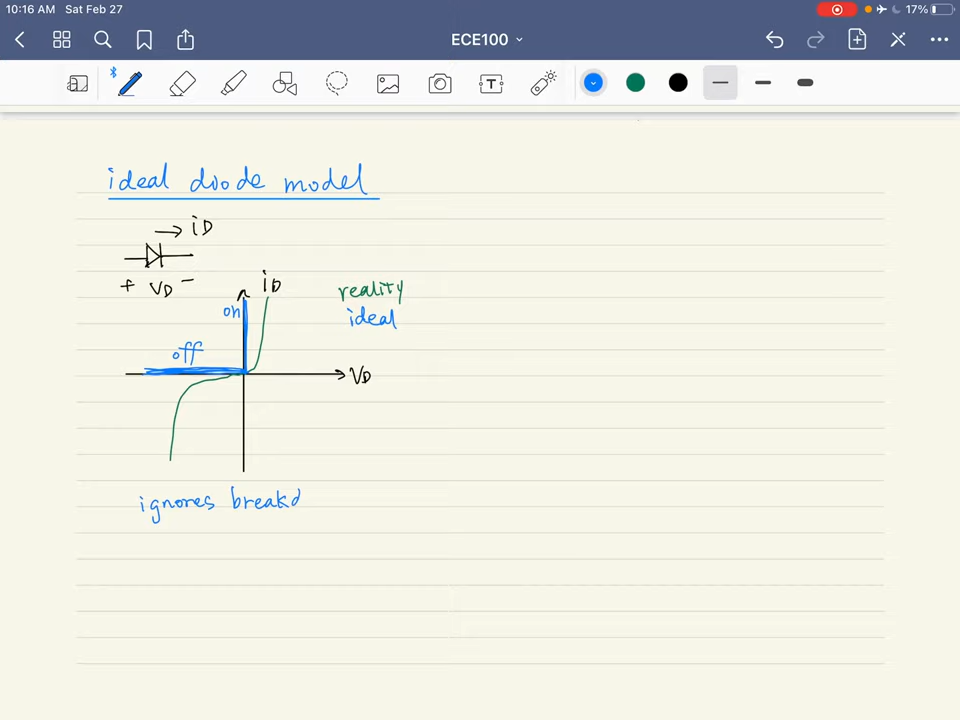 10:16 AM Sat Feb 27 17%
ECE100
T
ideal diode model
iD
+ VD −
iD
reality
on
ideal
off
VD
ignores breakd